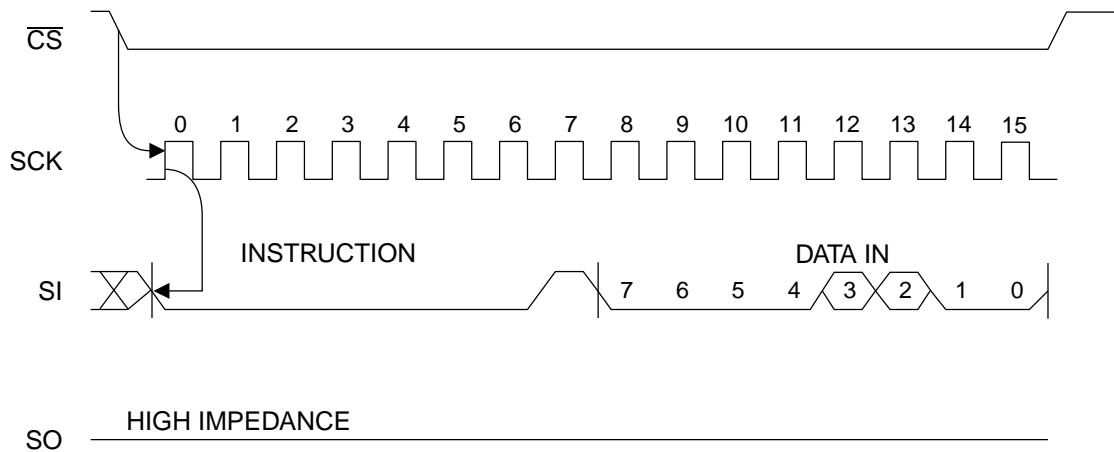 CS
0 1 2 3 4 5 6 7 8 9 10 11 12 13 14 15
SCK
INSTRUCTION DATA IN
SI 7 6 5 4 3 2 1 0
HIGH IMPEDANCE
SO